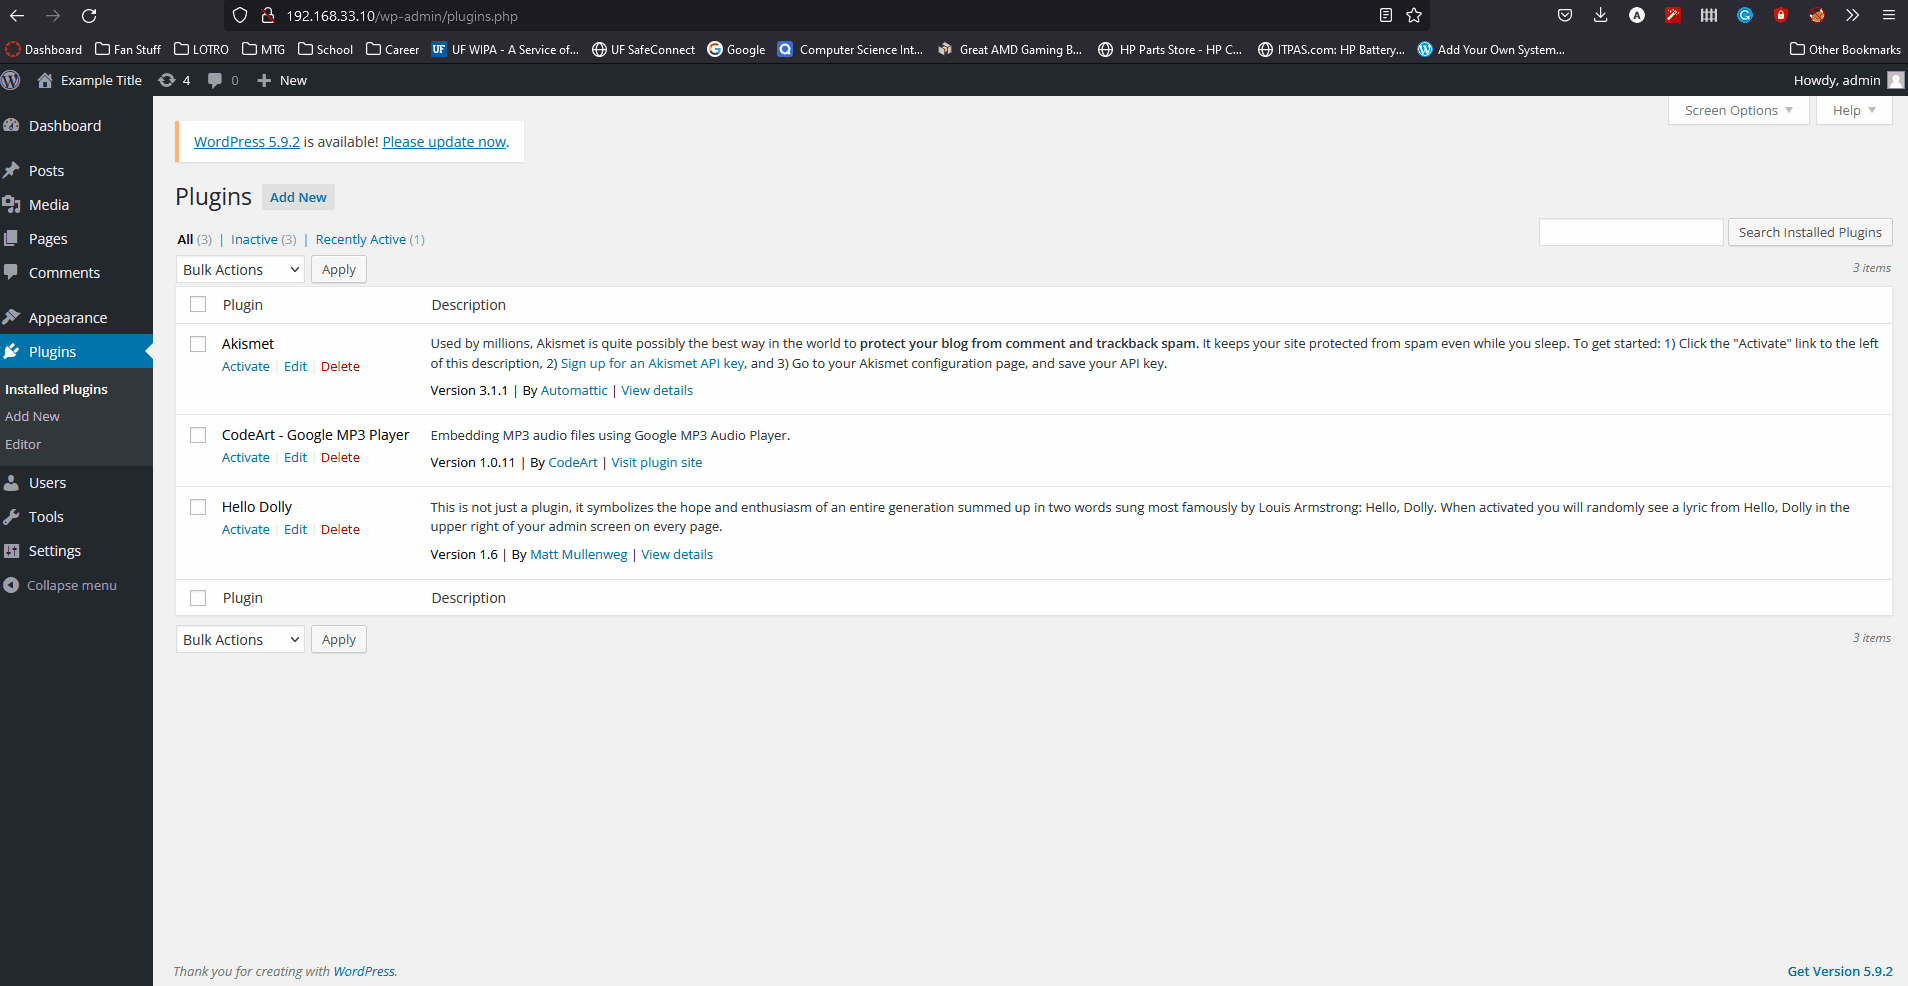 192.168.33.10/wp-admin/plugins.php
Dashboard Fan Stuff LOTRO MTG School Career UF UF WIPA - A Service of... UF SafeConnect Google Computer Science Int... Great AMD Gaming B... HP Parts Store - HP C... ITPAS.com: HP Battery... Add Your Own System... Other Bookmarks
Example Title 4 0 New Howdy, admin
Screen Options Help
Dashboard
Posts
Media
Pages
Comments
Appearance
Plugins
Installed Plugins
Add New
Editor
Users
Tools
Settings
Collapse menu
WordPress 5.9.2 is available! Please update now.
Plugins Add New
All (3) | Inactive (3) | Recently Active (1)
Search Installed Plugins
Bulk Actions Apply
3 items
Plugin Description
Akismet
Activate | Edit | Delete
Used by millions, Akismet is quite possibly the best way in the world to protect your blog from comment and trackback spam. It keeps your site protected from spam even while you sleep. To get started: 1) Click the "Activate" link to the left
of this description, 2) Sign up for an Akismet API key, and 3) Go to your Akismet configuration page, and save your API key.
Version 3.1.1 | By Automattic | View details
CodeArt - Google MP3 Player
Activate | Edit | Delete
Embedding MP3 audio files using Google MP3 Audio Player.
Version 1.0.11 | By CodeArt | Visit plugin site
Hello Dolly
Activate | Edit | Delete
This is not just a plugin, it symbolizes the hope and enthusiasm of an entire generation summed up in two words sung most famously by Louis Armstrong: Hello, Dolly. When activated you will randomly see a lyric from Hello, Dolly in the
upper right of your admin screen on every page.
Version 1.6 | By Matt Mullenweg | View details
Plugin Description
Bulk Actions Apply
3 items
Thank you for creating with WordPress.
Get Version 5.9.2